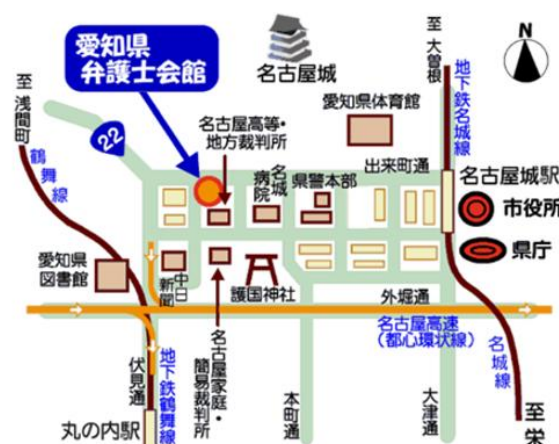 愛知県
弁護士会館
名古屋城
N
至 大曽根
地下鉄名城線
至 浅間町
鶴舞線
22
愛知県体育館
名古屋高等・
地方裁判所
名城
病院
県警本部
出来町通
名古屋城駅
市役所
県庁
愛知県
図書館
中日
新聞
護国神社
外堀通
名古屋高速
(都心環状線)
名城線
伏見通
地下鉄鶴舞線
名古屋家庭・
簡易裁判所
本町通
大津通
丸の内駅
至栄